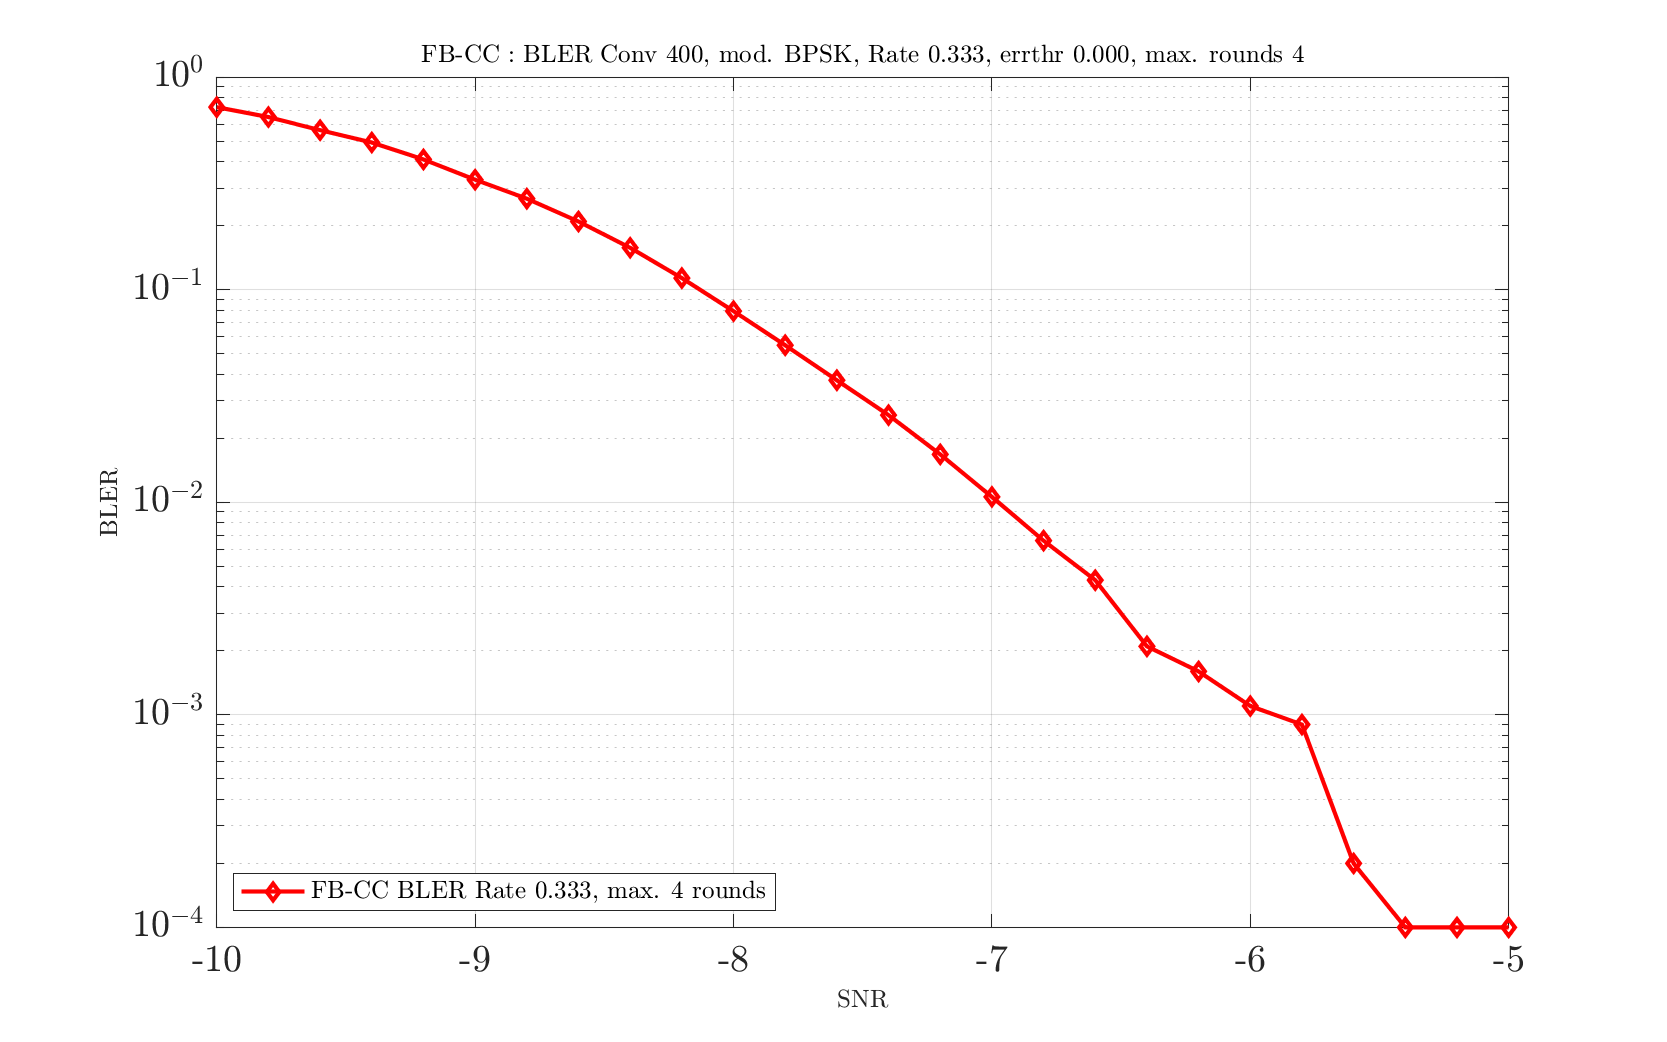 FB-CC : BLER Conv 400, mod. BPSK, Rate 0.333, errthr 0.000, max. rounds 4
10^0
10^−1
10^−2
10^−3
10^−4
BLER
FB-CC BLER Rate 0.333, max. 4 rounds
-10 -9 -8 -7 -6 -5
SNR